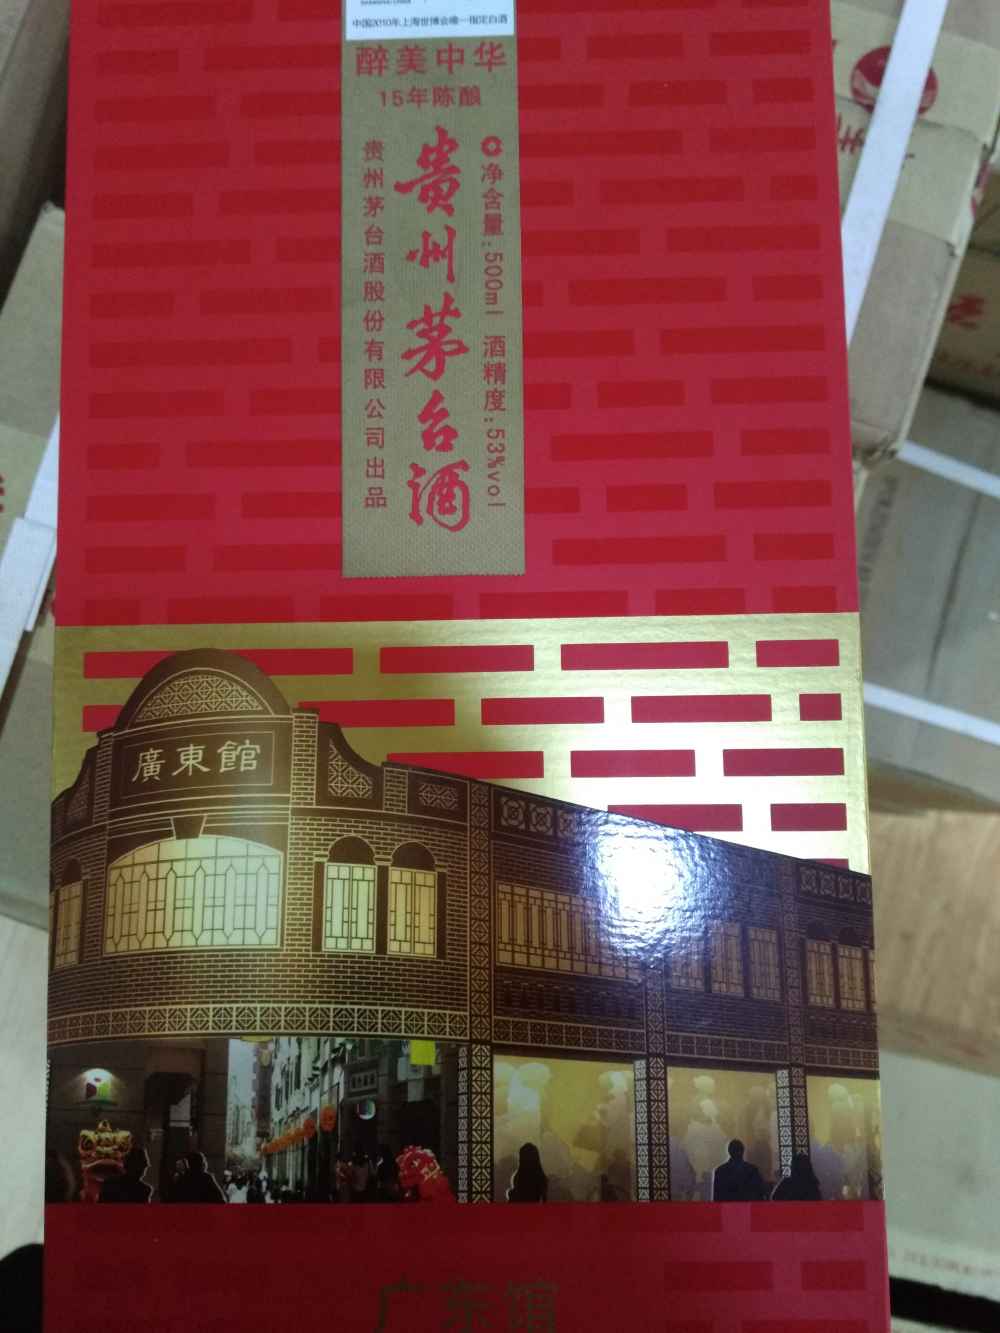 中国2010年上海世博会唯一指定白酒
醉美中华
15年陈酿
净含量:500ml 酒精度:53%vol
貴州茅台酒
贵州茅台酒股份有限公司出品
廣東館
广东馆